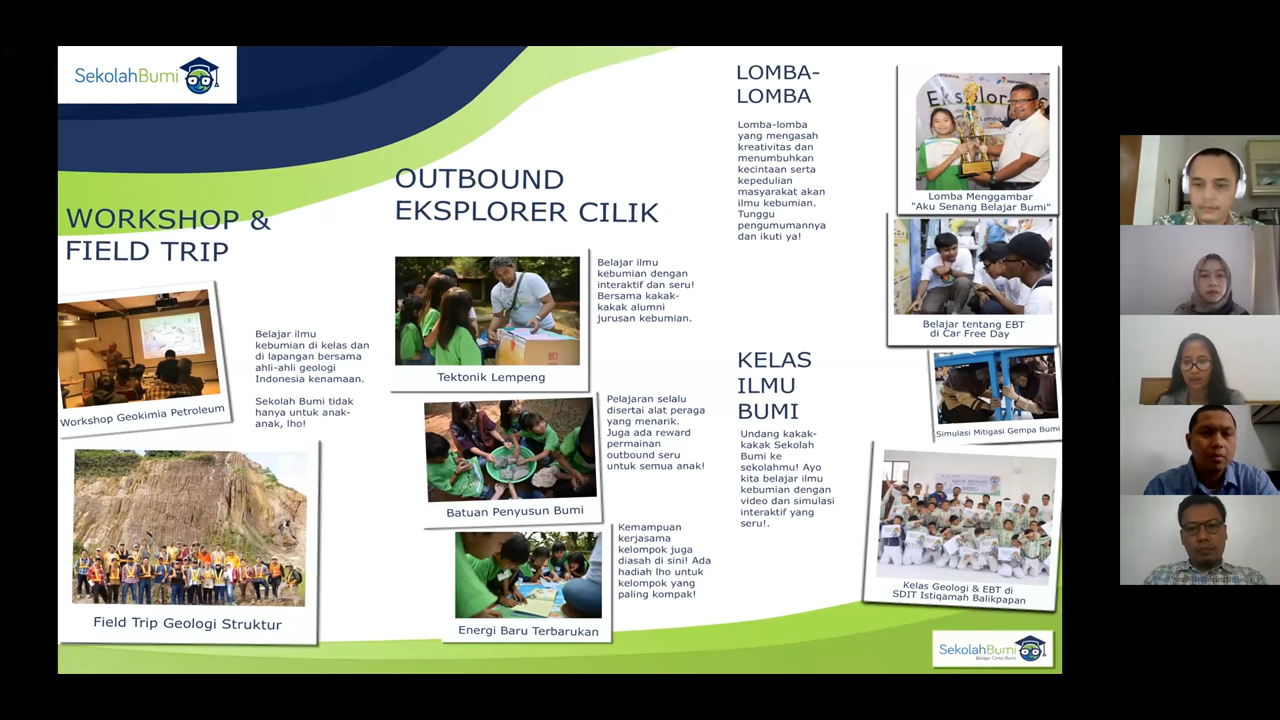 SekolahBumi
WORKSHOP &
FIELD TRIP
Workshop Geokimia Petroleum
Belajar ilmu
kebumian di kelas dan
di lapangan bersama
ahli-ahli geologi
Indonesia kenamaan.
Sekolah Bumi tidak
hanya untuk anak-
anak, lho!
Field Trip Geologi Struktur
OUTBOUND
EKSPLORER CILIK
Tektonik Lempeng
Belajar ilmu
kebumian dengan
interaktif dan seru!
Bersama kakak-
kakak alumni
jurusan kebumian.
Batuan Penyusun Bumi
Pelajaran selalu
disertai alat peraga
yang menarik.
Juga ada reward
permainan
outbound seru
untuk semua anak!
Energi Baru Terbarukan
Kemampuan
kerjasama
kelompok juga
diasah di sini! Ada
hadiah lho untuk
kelompok yang
paling kompak!
LOMBA-
LOMBA
Lomba-lomba
yang mengasah
kreativitas dan
menumbuhkan
kecintaan serta
kepedulian
masyarakat akan
ilmu kebumian.
Tunggu
pengumumannya
dan ikuti ya!
Lomba Menggambar
"Aku Senang Belajar Bumi"
Belajar tentang EBT
di Car Free Day
KELAS
ILMU
BUMI
Undang kakak-
kakak Sekolah
Bumi ke
sekolahmu! Ayo
kita belajar ilmu
kebumian dengan
video dan simulasi
interaktif yang
seru!.
Simulasi Mitigasi Gempa Bumi
Kelas Geologi & EBT di
SDIT Istiqamah Balikpapan
SekolahBumi
Belajar Cinta Bumi